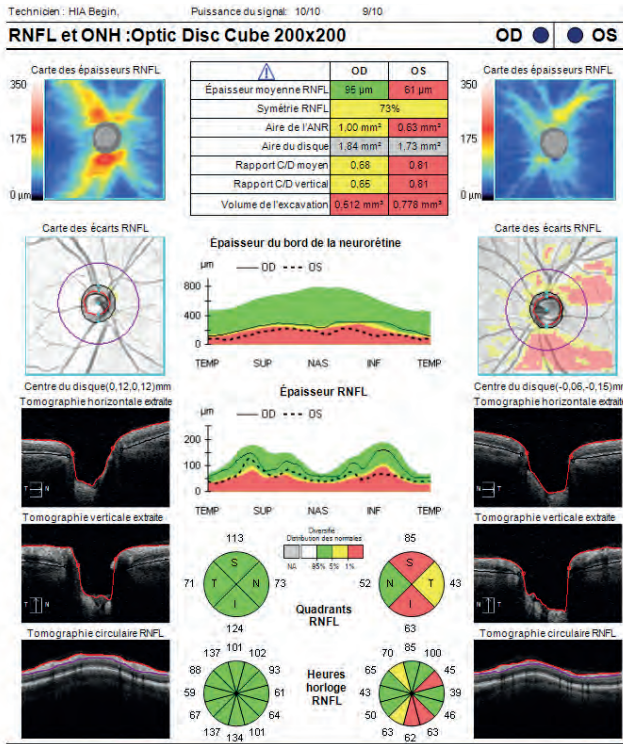 Technicien : HIA Begin, Puissance du signal: 10/10 9/10
RNFL et ONH :Optic Disc Cube 200x200 OD OS
Carte des épaisseurs RNFL
350
175
0 µm
OD OS
Épaisseur moyenne RNFL 95 µm 61 µm
Symétrie RNFL 73%
Aire de l'ANR 1,00 mm² 0,63 mm²
Aire du disque 1,84 mm² 1,73 mm²
Rapport C/D moyen 0,68 0.81
Rapport C/D vertical 0,65 0.81
Volume de l'excavation 0,512 mm³ 0,778 mm³
Carte des épaisseurs RNFL
350
175
0 µm
Carte des écarts RNFL
Centre du disque(0,12,0,12)mm
Épaisseur du bord de la neurorétine
µm OD OS
800
400
0
TEMP SUP NAS INF TEMP
Carte des écarts RNFL
Centre du disque(-0,06,-0,15)mm
Épaisseur RNFL
µm OD OS
200
100
0
TEMP SUP NAS INF TEMP
Tomographie horizontale extraite
T N
Tomographie verticale extraite
T N
Tomographie circulaire RNFL
Tomographie horizontale extraite
N T
Tomographie verticale extraite
N T
Tomographie circulaire RNFL
Diversifié
Distribution des normales
NA 95% 5% 1%
113
71 S T N I 73
124
Quadrants
RNFL
85
52 S N T I 43
63
137 101 102
88 93
59 61
67 64
137 134 101
Heures
horloge
RNFL
70 85 100
65 45
43 39
50 46
63 62 63